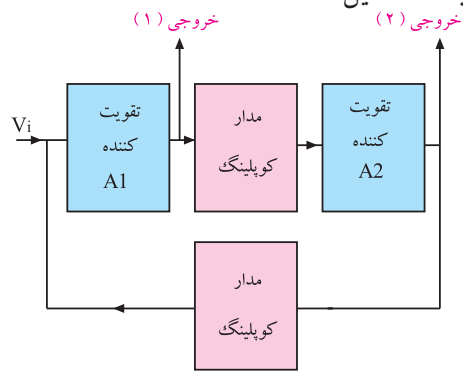 خروجی (۱)
خروجی (۲)
Vi
تقویت
کننده
A1
مدار
کوپلینگ
تقویت
کننده
A2
مدار
کوپلینگ